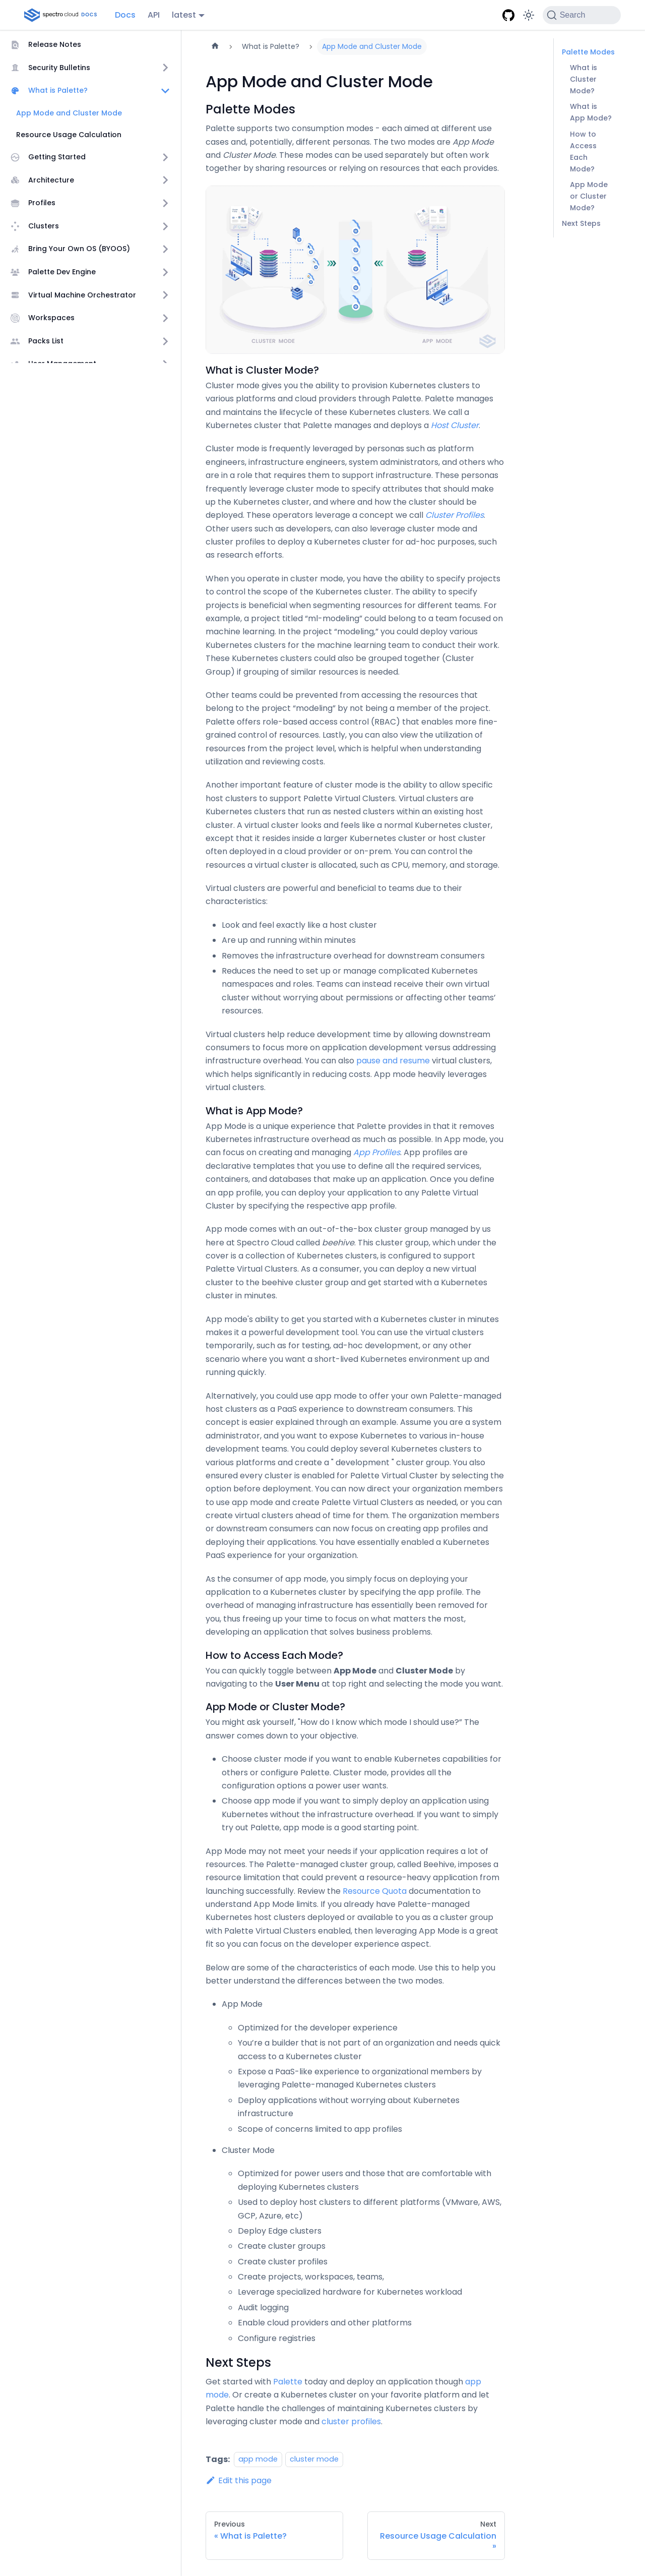 spectro cloud DOCS
Docs
API
latest
Search
Release Notes
Security Bulletins
What is Palette?
App Mode and Cluster Mode
Resource Usage Calculation
Getting Started
Architecture
Profiles
Clusters
Bring Your Own OS (BYOOS)
Palette Dev Engine
Virtual Machine Orchestrator
Workspaces
Packs List
What is Palette?
App Mode and Cluster Mode
App Mode and Cluster Mode
Palette Modes
Palette supports two consumption modes - each aimed at different use
cases and, potentially, different personas. The two modes are App Mode
and Cluster Mode. These modes can be used separately but often work
together by sharing resources or relying on resources that each provides.
CLUSTER MODE
APP MODE
What is Cluster Mode?
Cluster mode gives you the ability to provision Kubernetes clusters to
various platforms and cloud providers through Palette. Palette manages
and maintains the lifecycle of these Kubernetes clusters. We call a
Kubernetes cluster that Palette manages and deploys a Host Cluster.
Cluster mode is frequently leveraged by personas such as platform
engineers, infrastructure engineers, system administrators, and others who
are in a role that requires them to support infrastructure. These personas
frequently leverage cluster mode to specify attributes that should make
up the Kubernetes cluster, and where and how the cluster should be
deployed. These operators leverage a concept we call Cluster Profiles.
Other users such as developers, can also leverage cluster mode and
cluster profiles to deploy a Kubernetes cluster for ad-hoc purposes, such
as research efforts.
When you operate in cluster mode, you have the ability to specify projects
to control the scope of the Kubernetes cluster. The ability to specify
projects is beneficial when segmenting resources for different teams. For
example, a project titled “ml-modeling” could belong to a team focused on
machine learning. In the project “modeling,” you could deploy various
Kubernetes clusters for the machine learning team to conduct their work.
These Kubernetes clusters could also be grouped together (Cluster
Group) if grouping of similar resources is needed.
Other teams could be prevented from accessing the resources that
belong to the project “modeling” by not being a member of the project.
Palette offers role-based access control (RBAC) that enables more fine-
grained control of resources. Lastly, you can also view the utilization of
resources from the project level, which is helpful when understanding
utilization and reviewing costs.
Another important feature of cluster mode is the ability to allow specific
host clusters to support Palette Virtual Clusters. Virtual clusters are
Kubernetes clusters that run as nested clusters within an existing host
cluster. A virtual cluster looks and feels like a normal Kubernetes cluster,
except that it resides inside a larger Kubernetes cluster or host cluster
often deployed in a cloud provider or on-prem. You can control the
resources a virtual cluster is allocated, such as CPU, memory, and storage.
Virtual clusters are powerful and beneficial to teams due to their
characteristics:
Look and feel exactly like a host cluster
Are up and running within minutes
Removes the infrastructure overhead for downstream consumers
Reduces the need to set up or manage complicated Kubernetes
namespaces and roles. Teams can instead receive their own virtual
cluster without worrying about permissions or affecting other teams’
resources.
Virtual clusters help reduce development time by allowing downstream
consumers to focus more on application development versus addressing
infrastructure overhead. You can also pause and resume virtual clusters,
which helps significantly in reducing costs. App mode heavily leverages
virtual clusters.
What is App Mode?
App Mode is a unique experience that Palette provides in that it removes
Kubernetes infrastructure overhead as much as possible. In App mode, you
can focus on creating and managing App Profiles. App profiles are
declarative templates that you use to define all the required services,
containers, and databases that make up an application. Once you define
an app profile, you can deploy your application to any Palette Virtual
Cluster by specifying the respective app profile.
App mode comes with an out-of-the-box cluster group managed by us
here at Spectro Cloud called beehive. This cluster group, which under the
cover is a collection of Kubernetes clusters, is configured to support
Palette Virtual Clusters. As a consumer, you can deploy a new virtual
cluster to the beehive cluster group and get started with a Kubernetes
cluster in minutes.
App mode's ability to get you started with a Kubernetes cluster in minutes
makes it a powerful development tool. You can use the virtual clusters
temporarily, such as for testing, ad-hoc development, or any other
scenario where you want a short-lived Kubernetes environment up and
running quickly.
Alternatively, you could use app mode to offer your own Palette-managed
host clusters as a PaaS experience to downstream consumers. This
concept is easier explained through an example. Assume you are a system
administrator, and you want to expose Kubernetes to various in-house
development teams. You could deploy several Kubernetes clusters to
various platforms and create a " development " cluster group. You also
ensured every cluster is enabled for Palette Virtual Cluster by selecting the
option before deployment. You can now direct your organization members
to use app mode and create Palette Virtual Clusters as needed, or you can
create virtual clusters ahead of time for them. The organization members
or downstream consumers can now focus on creating app profiles and
deploying their applications. You have essentially enabled a Kubernetes
PaaS experience for your organization.
As the consumer of app mode, you simply focus on deploying your
application to a Kubernetes cluster by specifying the app profile. The
overhead of managing infrastructure has essentially been removed for
you, thus freeing up your time to focus on what matters the most,
developing an application that solves business problems.
How to Access Each Mode?
You can quickly toggle between App Mode and Cluster Mode by
navigating to the User Menu at top right and selecting the mode you want.
App Mode or Cluster Mode?
You might ask yourself, "How do I know which mode I should use?” The
answer comes down to your objective.
Choose cluster mode if you want to enable Kubernetes capabilities for
others or configure Palette. Cluster mode, provides all the
configuration options a power user wants.
Choose app mode if you want to simply deploy an application using
Kubernetes without the infrastructure overhead. If you want to simply
try out Palette, app mode is a good starting point.
App Mode may not meet your needs if your application requires a lot of
resources. The Palette-managed cluster group, called Beehive, imposes a
resource limitation that could prevent a resource-heavy application from
launching successfully. Review the Resource Quota documentation to
understand App Mode limits. If you already have Palette-managed
Kubernetes host clusters deployed or available to you as a cluster group
with Palette Virtual Clusters enabled, then leveraging App Mode is a great
fit so you can focus on the developer experience aspect.
Below are some of the characteristics of each mode. Use this to help you
better understand the differences between the two modes.
App Mode
Optimized for the developer experience
You’re a builder that is not part of an organization and needs quick
access to a Kubernetes cluster
Expose a PaaS-like experience to organizational members by
leveraging Palette-managed Kubernetes clusters
Deploy applications without worrying about Kubernetes
infrastructure
Scope of concerns limited to app profiles
Cluster Mode
Optimized for power users and those that are comfortable with
deploying Kubernetes clusters
Used to deploy host clusters to different platforms (VMware, AWS,
GCP, Azure, etc)
Deploy Edge clusters
Create cluster groups
Create cluster profiles
Create projects, workspaces, teams,
Leverage specialized hardware for Kubernetes workload
Audit logging
Enable cloud providers and other platforms
Configure registries
Next Steps
Get started with Palette today and deploy an application though app
mode. Or create a Kubernetes cluster on your favorite platform and let
Palette handle the challenges of maintaining Kubernetes clusters by
leveraging cluster mode and cluster profiles.
Tags: app mode cluster mode
Edit this page
Previous
« What is Palette?
Next
Resource Usage Calculation
»
Palette Modes
What is
Cluster
Mode?
What is
App Mode?
How to
Access
Each
Mode?
App Mode
or Cluster
Mode?
Next Steps